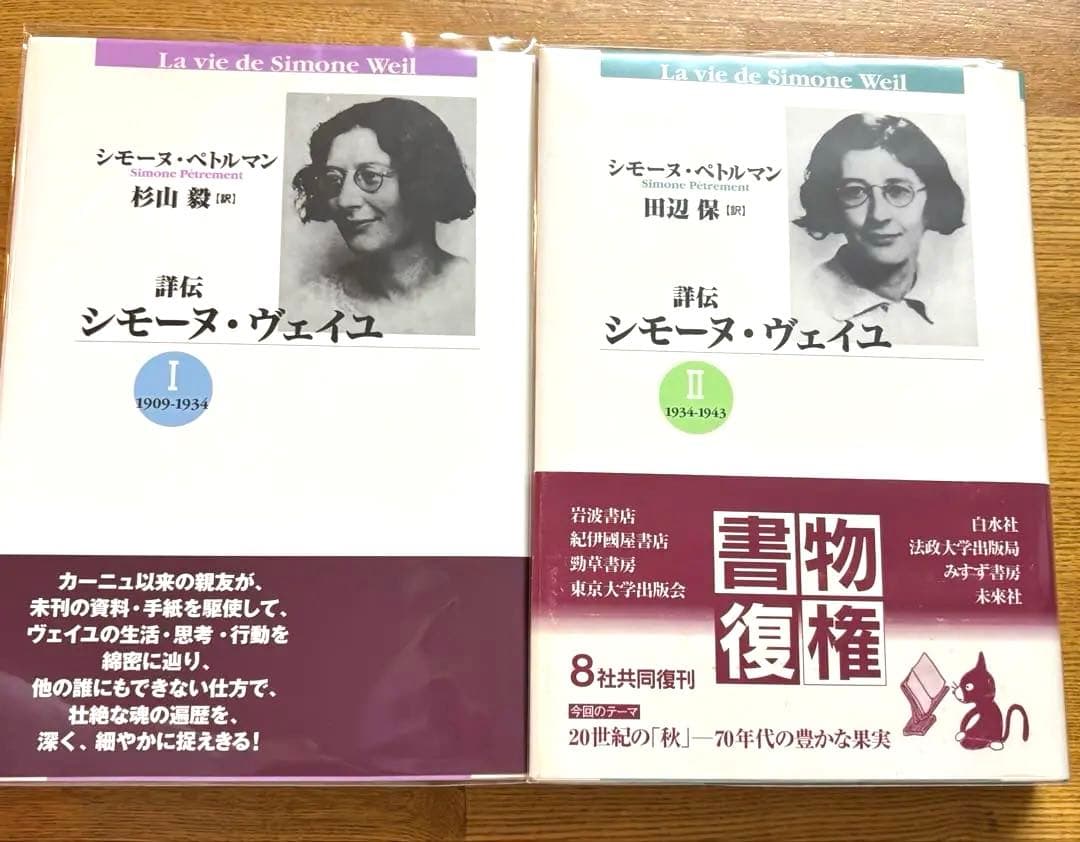 La vie de Simone Weil
シモーヌ・ペトルマン
Simone Pétrement
杉山 毅【訳】
詳伝
シモーヌ・ヴェイユ
I
1909-1934
カーニュ以来の親友が、
未刊の資料・手紙を駆使して、
ヴェイユの生活・思考・行動を
綿密に辿り、
他の誰にもできない仕方で、
壮絶な魂の遍歴を、
深く、細やかに捉えきる!
La vie de Simone Weil
シモーヌ・ペトルマン
Simone Pétrement
田辺 保【訳】
詳伝
シモーヌ・ヴェイユ
II
1934-1943
岩波書店
紀伊國屋書店
勁草書房
東京大学出版会
書物
復権
白水社
法政大学出版局
みすず書房
未來社
8社共同復刊
今回のテーマ
20世紀の「秋」—70年代の豊かな果実